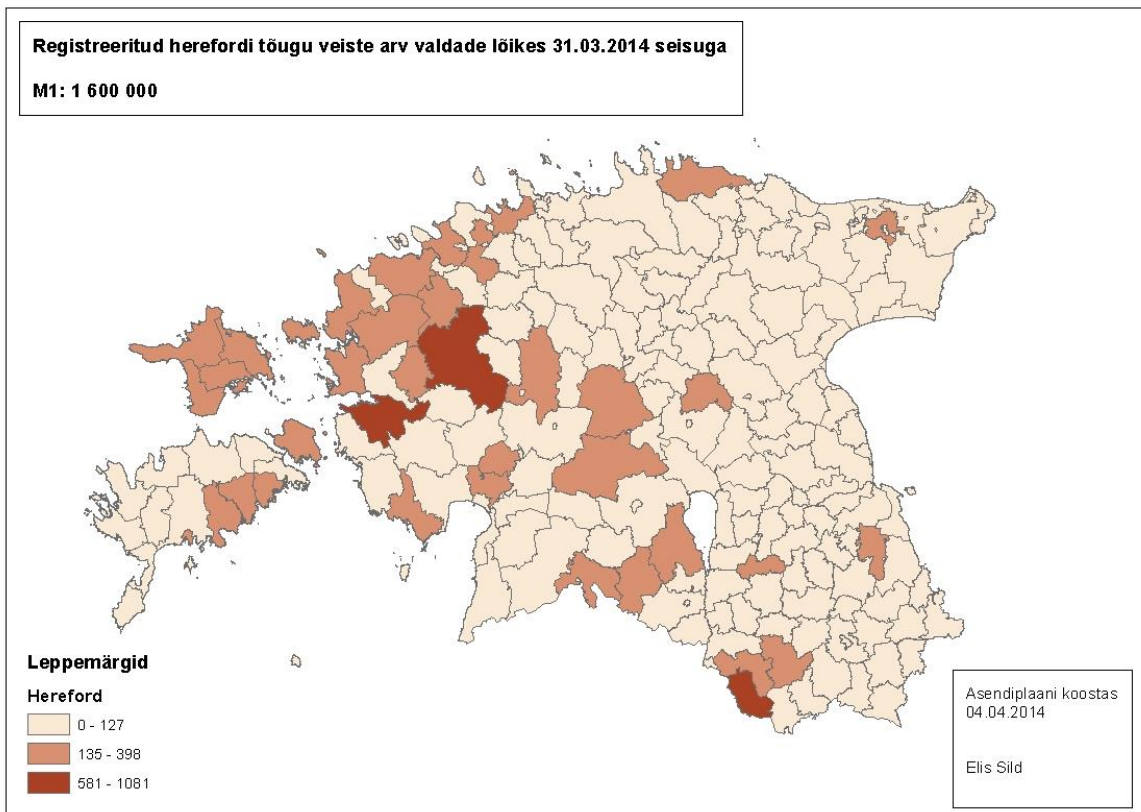 Registreeritud herefordi tõugu veiste arv valdade lõikes 31.03.2014 seisuga
M1: 1 600 000
Leppemärgid
Hereford
0 - 127
135 - 398
581 - 1081
Asendiplaani koostas
04.04.2014
Elis Sild